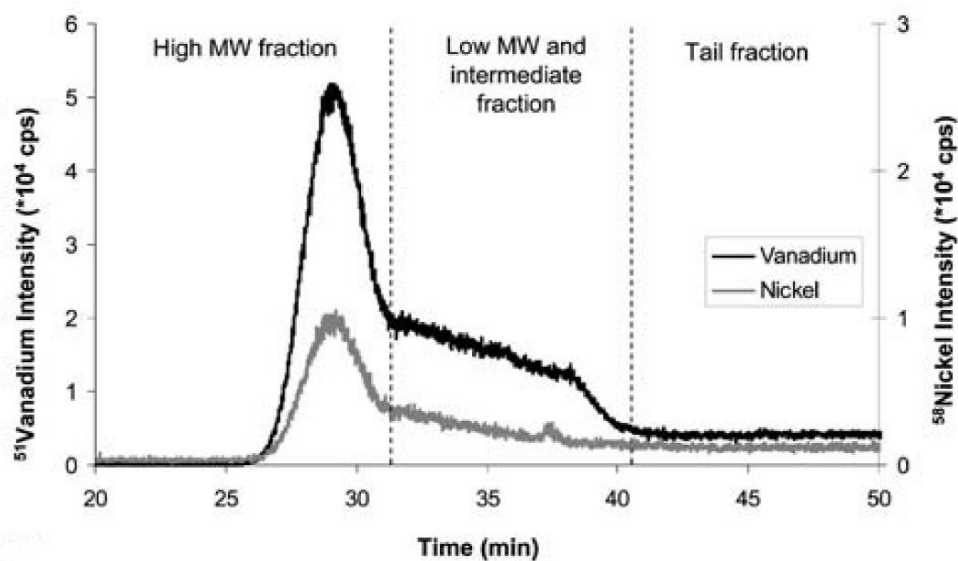 High MW fraction
Low MW and
intermediate
fraction
Tail fraction
⁵¹Vanadium Intensity (*10⁴ cps)
6
5
4
3
2
1
0
⁵⁸Nickel Intensity (*10⁴ cps)
3
2
1
0
Vanadium
Nickel
20 25 30 35 40 45 50
Time (min)